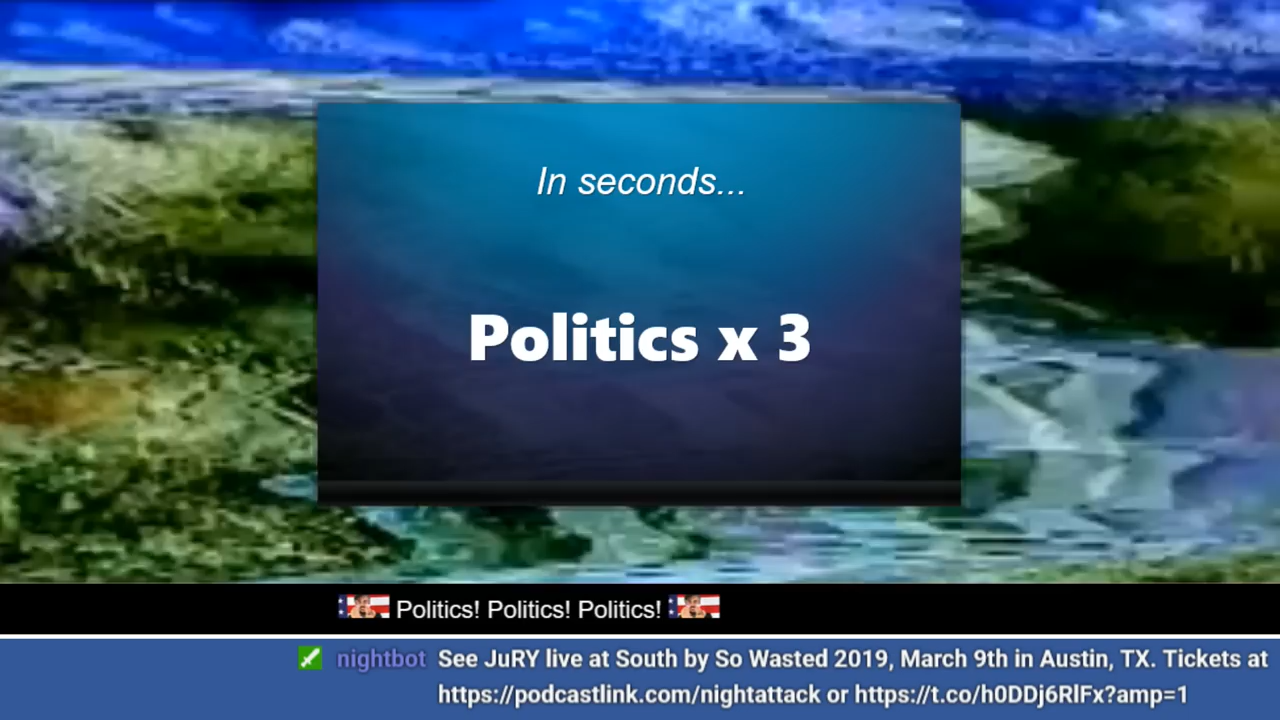 In seconds...
Politics x 3
Politics! Politics! Politics!
nightbot See JuRY live at South by So Wasted 2019, March 9th in Austin, TX. Tickets at
https://podcastlink.com/nightattack or https://t.co/h0DDj6RlFx?amp=1